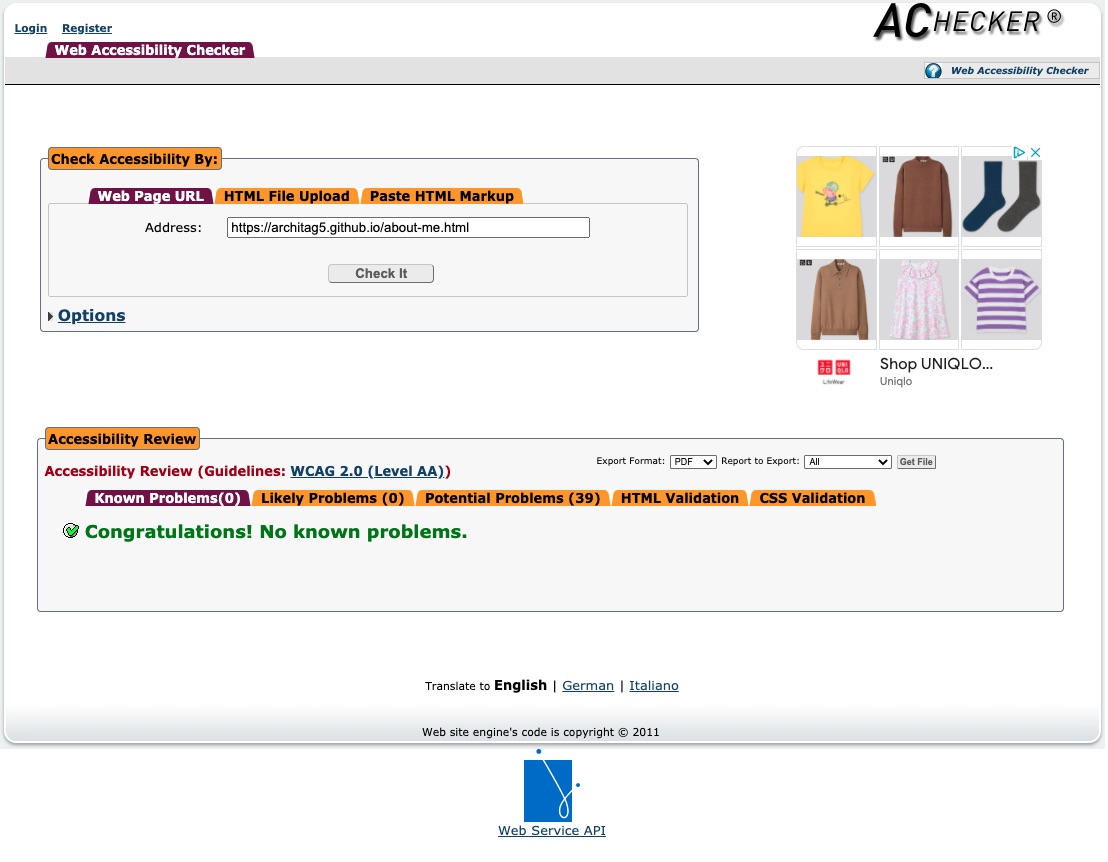 Login Register
ACHECKER ®
Web Accessibility Checker
Web Accessibility Checker
Check Accessibility By:
Web Page URL HTML File Upload Paste HTML Markup
Address: https://architag5.github.io/about-me.html
Check It
Options
Shop UNIQLO...
LifeWear
Uniqlo
Accessibility Review
Export Format: PDF Report to Export: All Get File
Accessibility Review (Guidelines: WCAG 2.0 (Level AA))
Known Problems(0) Likely Problems (0) Potential Problems (39) HTML Validation CSS Validation
Congratulations! No known problems.
Translate to English | German | Italiano
Web site engine's code is copyright © 2011
Web Service API